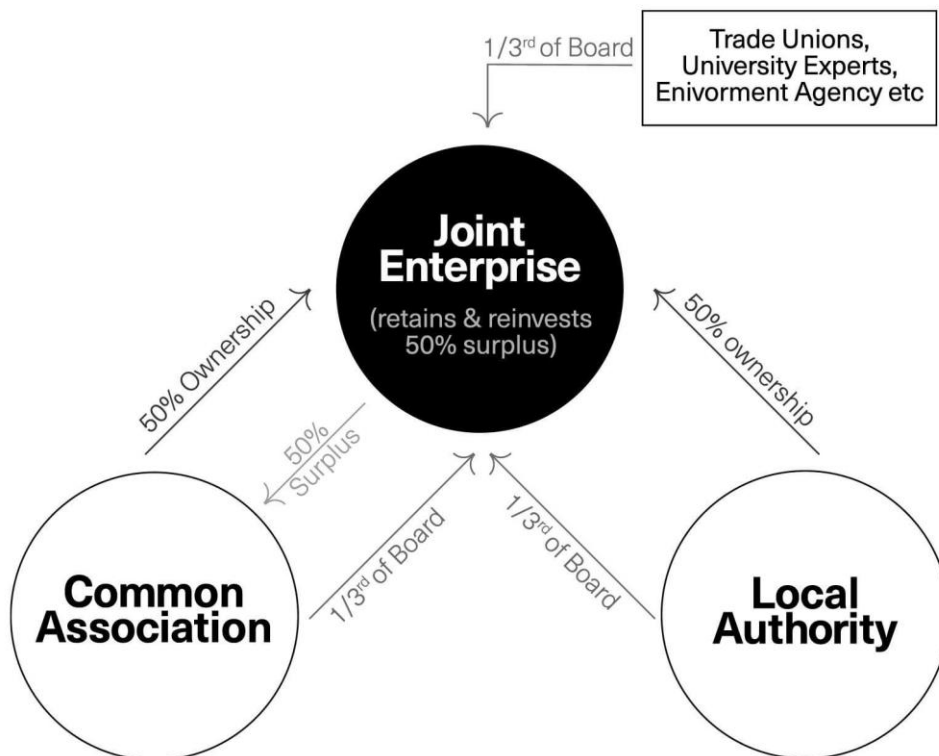 1/3rd of Board
Trade Unions,
University Experts,
Enivorment Agency etc
Joint
Enterprise
(retains & reinvests
50% surplus)
50% Ownership
50% ownership
50%
Surplus
1/3rd of Board
1/3rd of Board
Common
Association
Local
Authority